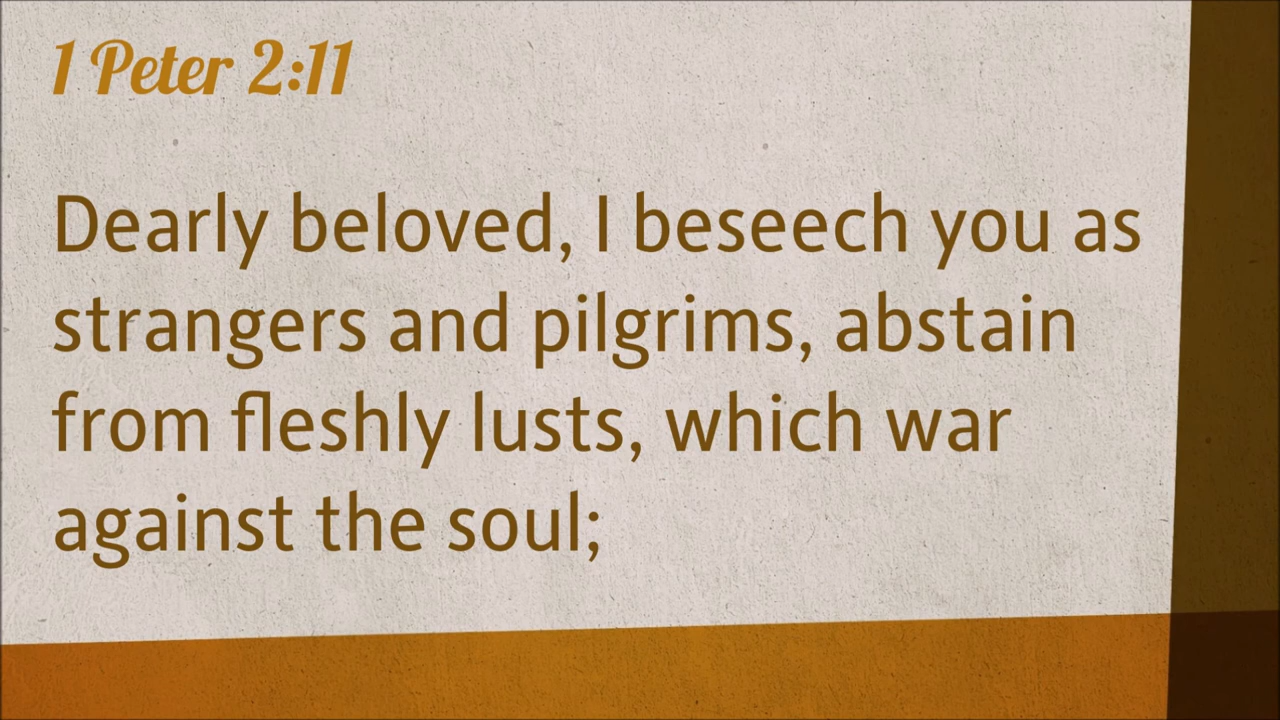 1 Peter 2:11
Dearly beloved, I beseech you as
strangers and pilgrims, abstain
from fleshly lusts, which war
against the soul;